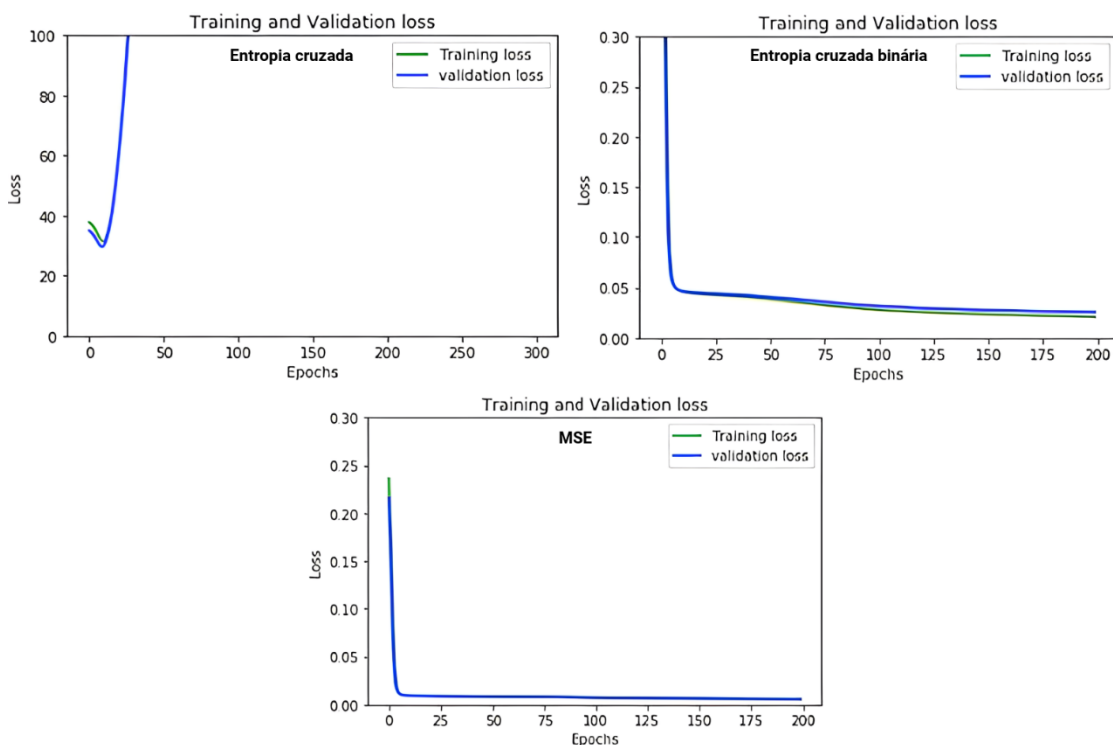 Training and Validation loss
Entropia cruzada
Training loss
validation loss
100
80
60
40
20
0
Loss
0 50 100 150 200 250 300
Epochs
Training and Validation loss
Entropia cruzada binária
Training loss
validation loss
0.30
0.25
0.20
0.15
0.10
0.05
0.00
Loss
0 25 50 75 100 125 150 175 200
Epochs
Training and Validation loss
MSE
Training loss
validation loss
0.30
0.25
0.20
0.15
0.10
0.05
0.00
Loss
0 25 50 75 100 125 150 175 200
Epochs